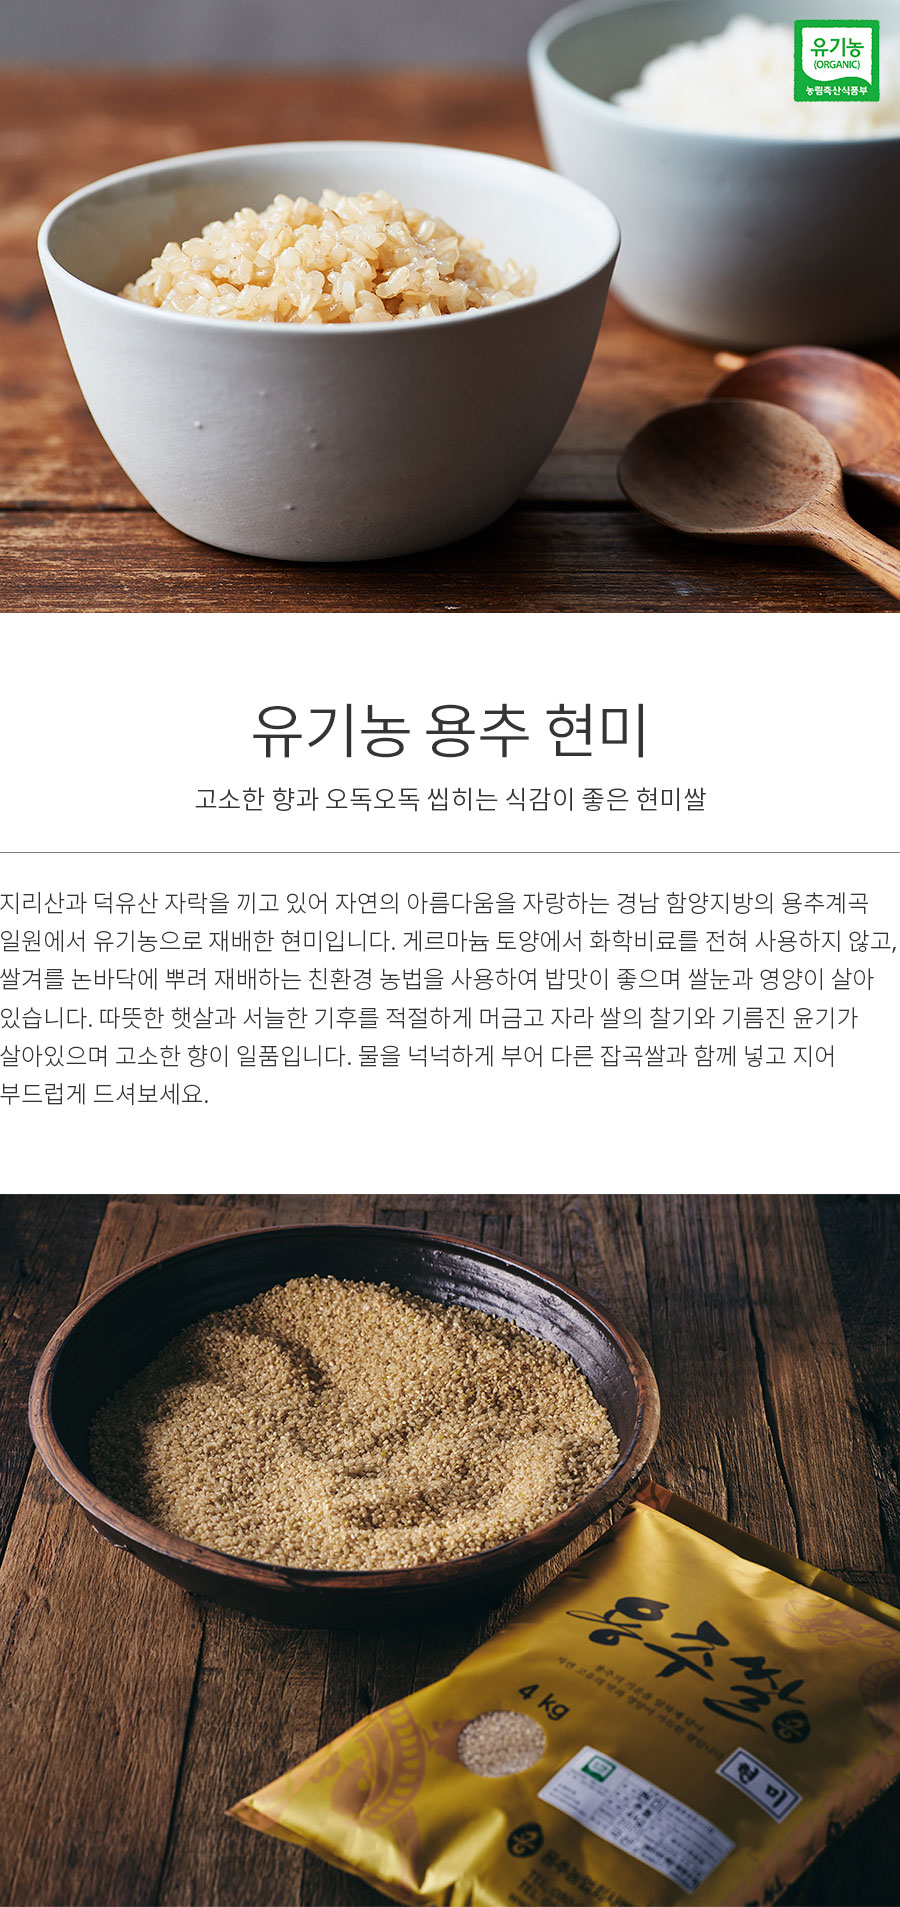 유기농
(ORGANIC)
농림축산식품부
유기농 용추 현미
고소한 향과 오독오독 씹히는 식감이 좋은 현미쌀
지리산과 덕유산 자락을 끼고 있어 자연의 아름다움을 자랑하는 경남 함양지방의 용추계곡
일원에서 유기농으로 재배한 현미입니다. 게르마늄 토양에서 화학비료를 전혀 사용하지 않고,
쌀겨를 논바닥에 뿌려 재배하는 친환경 농법을 사용하여 밥맛이 좋으며 쌀눈과 영양이 살아
있습니다. 따뜻한 햇살과 서늘한 기후를 적절하게 머금고 자라 쌀의 찰기와 기름진 윤기가
살아있으며 고소한 향이 일품입니다. 물을 넉넉하게 부어 다른 잡곡쌀과 함께 넣고 지어
부드럽게 드셔보세요.
용추쌀
4 kg
현미